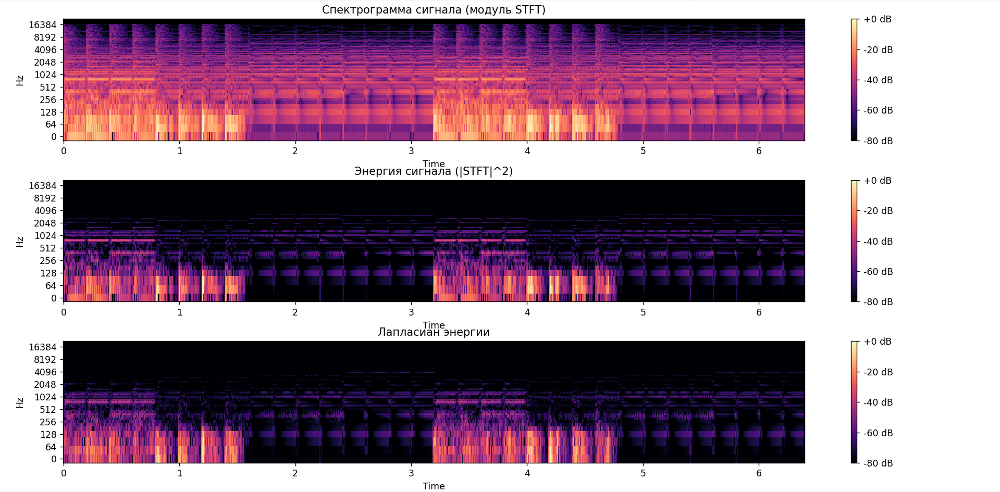 Спектрограмма сигнала (модуль STFT)
16384
8192
4096
2048
1024
512
256
128
64
0
Hz
0 1 2 3 4 5 6
Time
+0 dB
-20 dB
-40 dB
-60 dB
-80 dB
Энергия сигнала (|STFT|^2)
16384
8192
4096
2048
1024
512
256
128
64
0
Hz
0 1 2 3 4 5 6
Time
+0 dB
-20 dB
-40 dB
-60 dB
-80 dB
Лапласиан энергии
16384
8192
4096
2048
1024
512
256
128
64
0
Hz
0 1 2 3 4 5 6
Time
+0 dB
-20 dB
-40 dB
-60 dB
-80 dB